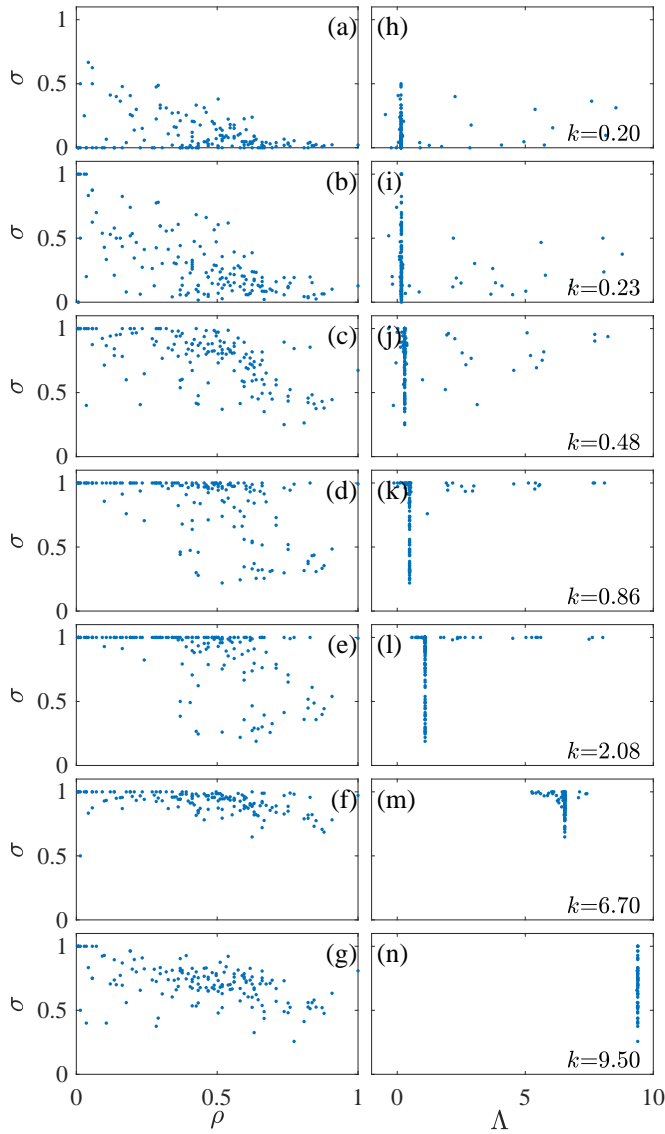 1 (a) (h)
σ 0.5
0 k=0.20
1 (b) (i)
σ 0.5
0 k=0.23
1 (c) (j)
σ 0.5
0 k=0.48
1 (d) (k)
σ 0.5
0 k=0.86
1 (e) (l)
σ 0.5
0 k=2.08
1 (f) (m)
σ 0.5
0 k=6.70
1 (g) (n)
σ 0.5
0 k=9.50
0 0.5 1 0 5 10
ρ Λ